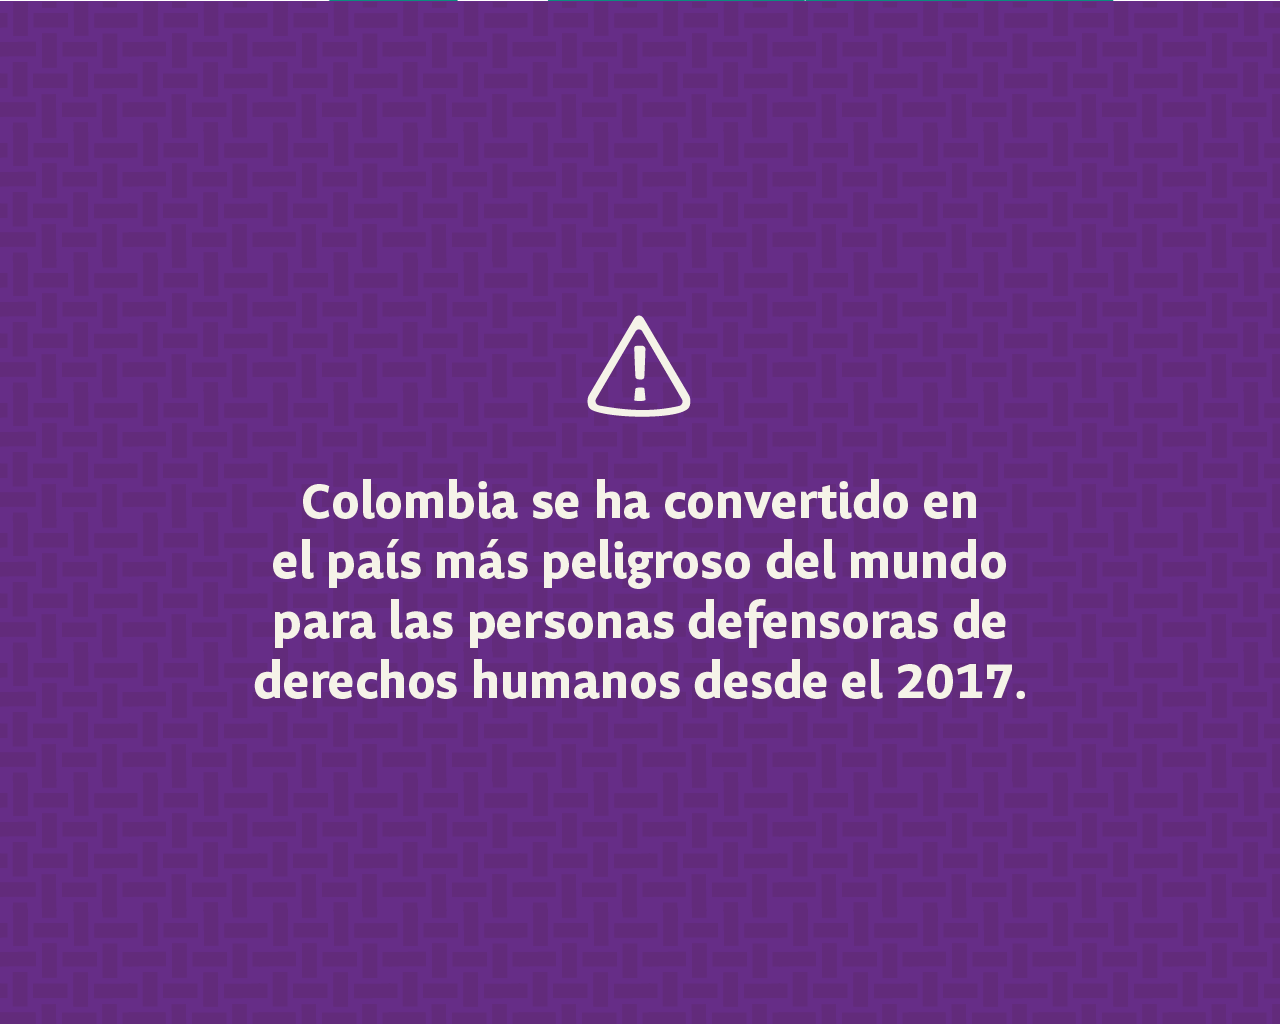 Colombia se ha convertido en
el país más peligroso del mundo
para las personas defensoras de
derechos humanos desde el 2017.